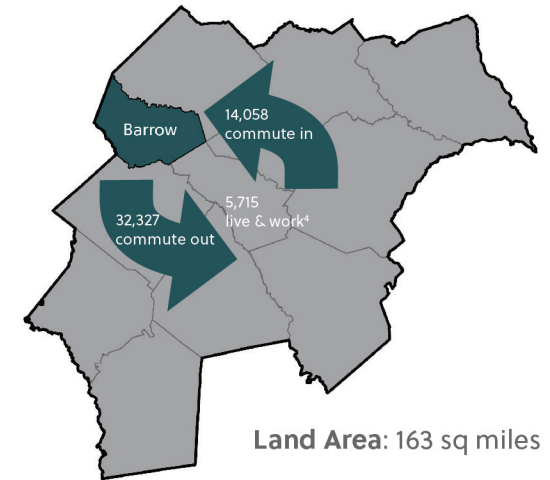 Barrow
14,058
commute in
5,715
live & work⁴
32,327
commute out
Land Area: 163 sq miles